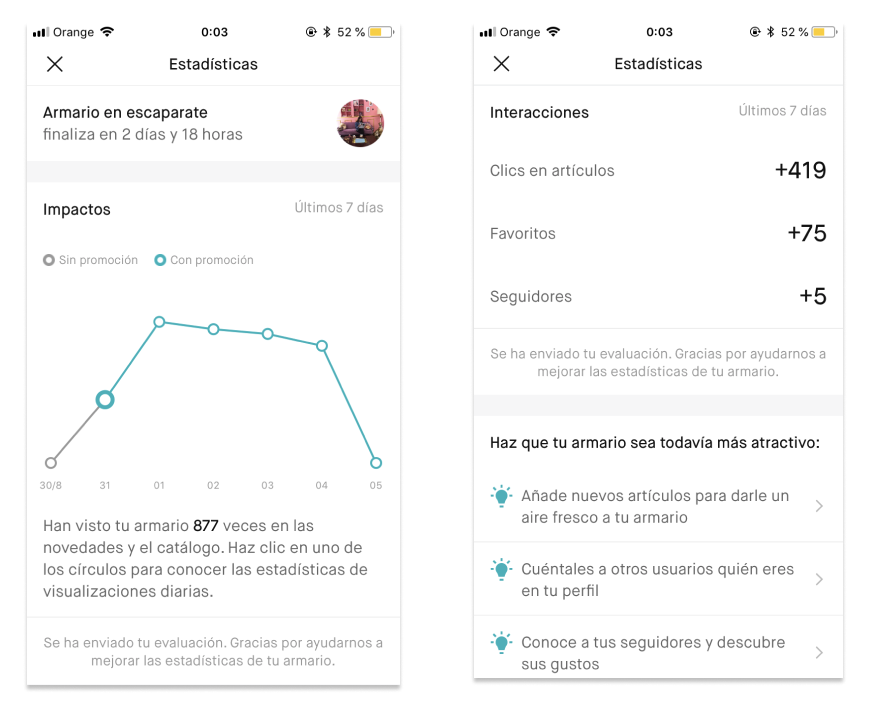 Orange 0:03 52 %
Estadísticas
Armario en escaparate
finaliza en 2 días y 18 horas
Impactos Últimos 7 días
Sin promoción Con promoción
30/8 31 01 02 03 04 05
Han visto tu armario 877 veces en las
novedades y el catálogo. Haz clic en uno de
los círculos para conocer las estadísticas de
visualizaciones diarias.
Se ha enviado tu evaluación. Gracias por ayudarnos a
mejorar las estadísticas de tu armario.
Orange 0:03 52 %
Estadísticas
Interacciones Últimos 7 días
Clics en artículos +419
Favoritos +75
Seguidores +5
Se ha enviado tu evaluación. Gracias por ayudarnos a
mejorar las estadísticas de tu armario.
Haz que tu armario sea todavía más atractivo:
Añade nuevos artículos para darle un
aire fresco a tu armario
Cuéntales a otros usuarios quién eres
en tu perfil
Conoce a tus seguidores y descubre
sus gustos